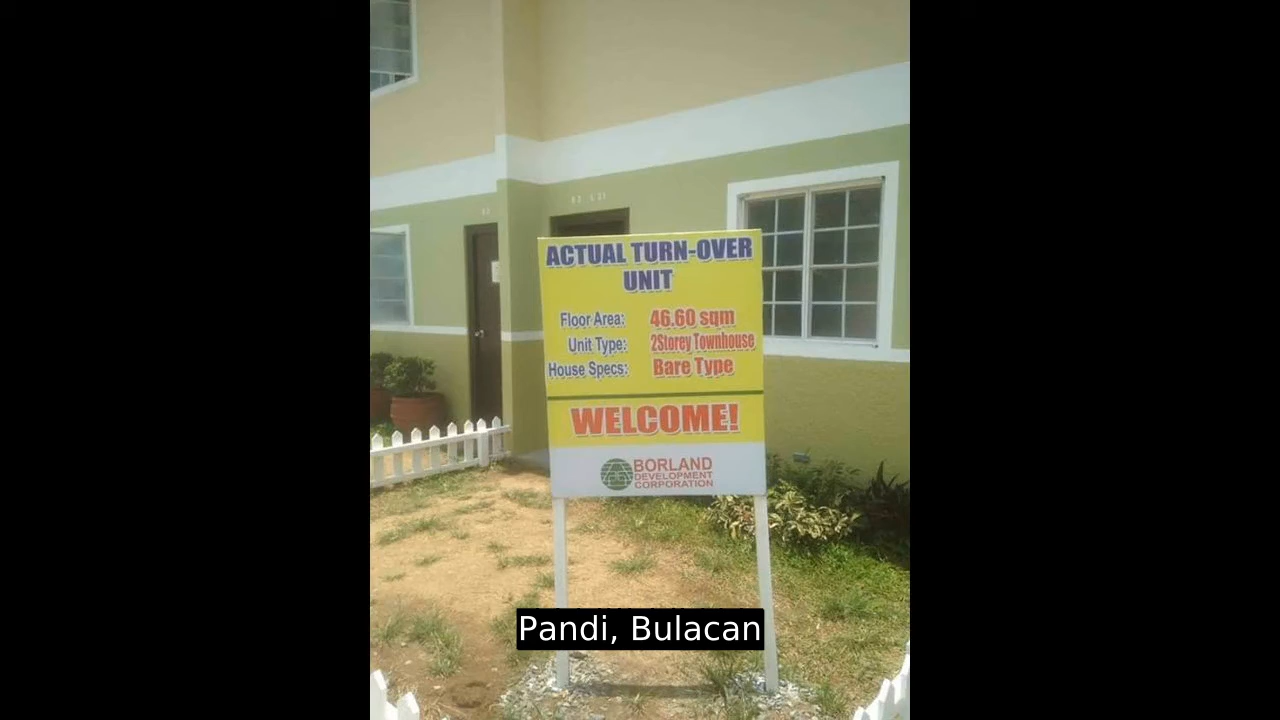 ACTUAL TURN-OVER
UNIT
Floor Area: 46.60 sqm
Unit Type: 2Storey Townhouse
House Specs: Bare Type
WELCOME!
BORLAND
DEVELOPMENT
CORPORATION
Pandi, Bulacan